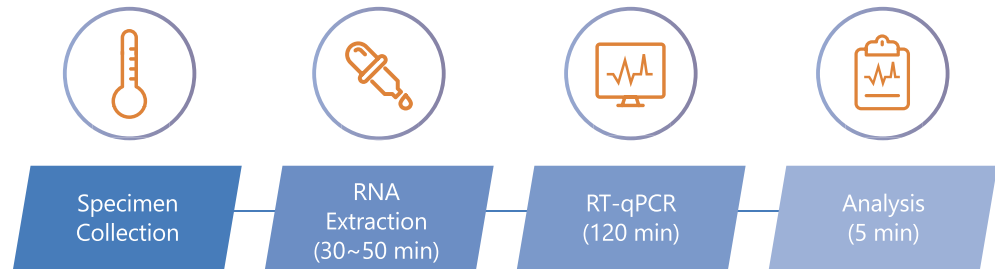 Specimen
Collection
RNA
Extraction
(30~50 min)
RT-qPCR
(120 min)
Analysis
(5 min)